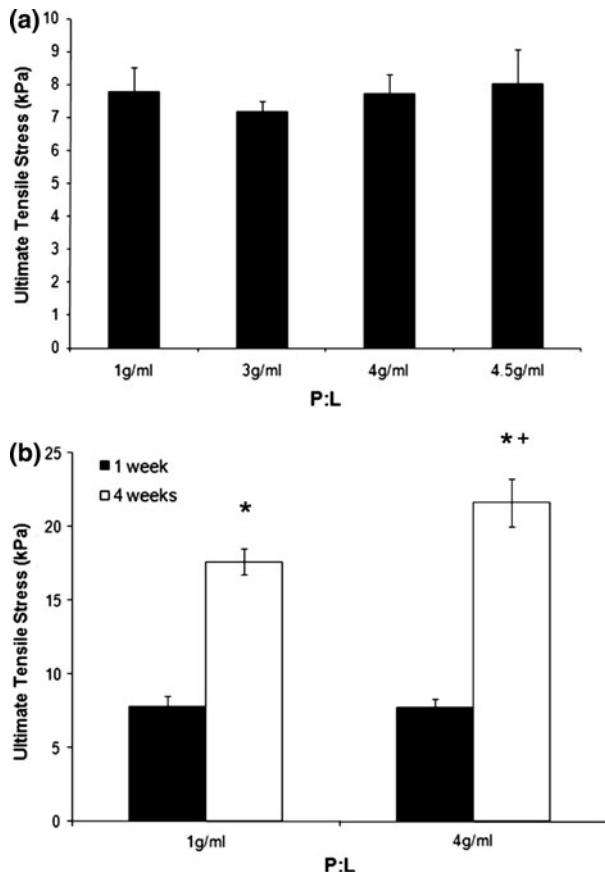 (a)
Ultimate Tensile Stress (kPa)
10
9
8
7
6
5
4
3
2
1
0
1g/ml 3g/ml 4g/ml 4.5g/ml
P:L
(b)
Ultimate Tensile Stress (kPa)
25
20
15
10
5
0
1 week
4 weeks
*
*+
1g/ml 4g/ml
P:L